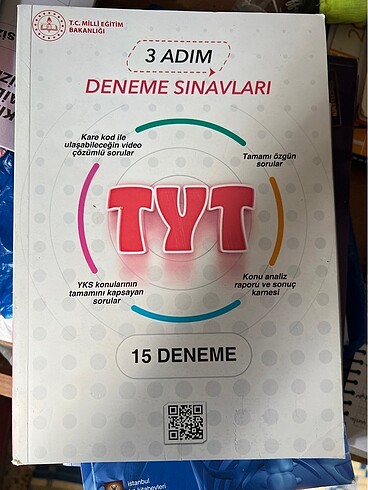 T.C. MİLLİ EĞİTİM
BAKANLIĞI
3 ADIM
DENEME SINAVLARI
Kare kod ile
ulaşabileceğin video
çözümlü sorular
Tamamı özgün
sorular
TYT
YKS konularının
tamamını kapsayan
sorular
Konu analiz
raporu ve sonuç
karnesi
15 DENEME
istanbul